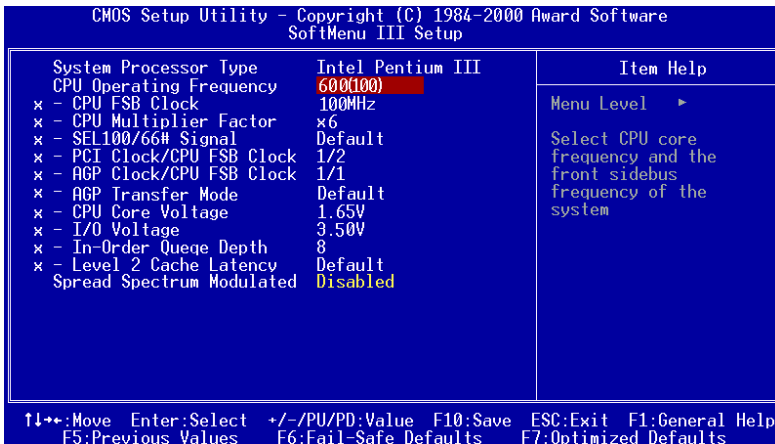 CMOS Setup Utility – Copyright (C) 1984-2000 Award Software
SoftMenu III Setup
System Processor Type Intel Pentium III
CPU Operating Frequency 600(100)
x – CPU FSB Clock 100MHz
x – CPU Multiplier Factor x6
x – SEL100/66# Signal Default
x – PCI Clock/CPU FSB Clock 1/2
x – AGP Clock/CPU FSB Clock 1/1
x – AGP Transfer Mode Default
x – CPU Core Voltage 1.65V
x – I/O Voltage 3.50V
x – In-Order Queqe Depth 8
x – Level 2 Cache Latency Default
Spread Spectrum Modulated Disabled
Item Help
Menu Level ►
Select CPU core
frequency and the
front sidebus
frequency of the
system
↑↓→←:Move Enter:Select +/-/PU/PD:Value F10:Save ESC:Exit F1:General Help
F5:Previous Values F6:Fail-Safe Defaults F7:Optimized Defaults